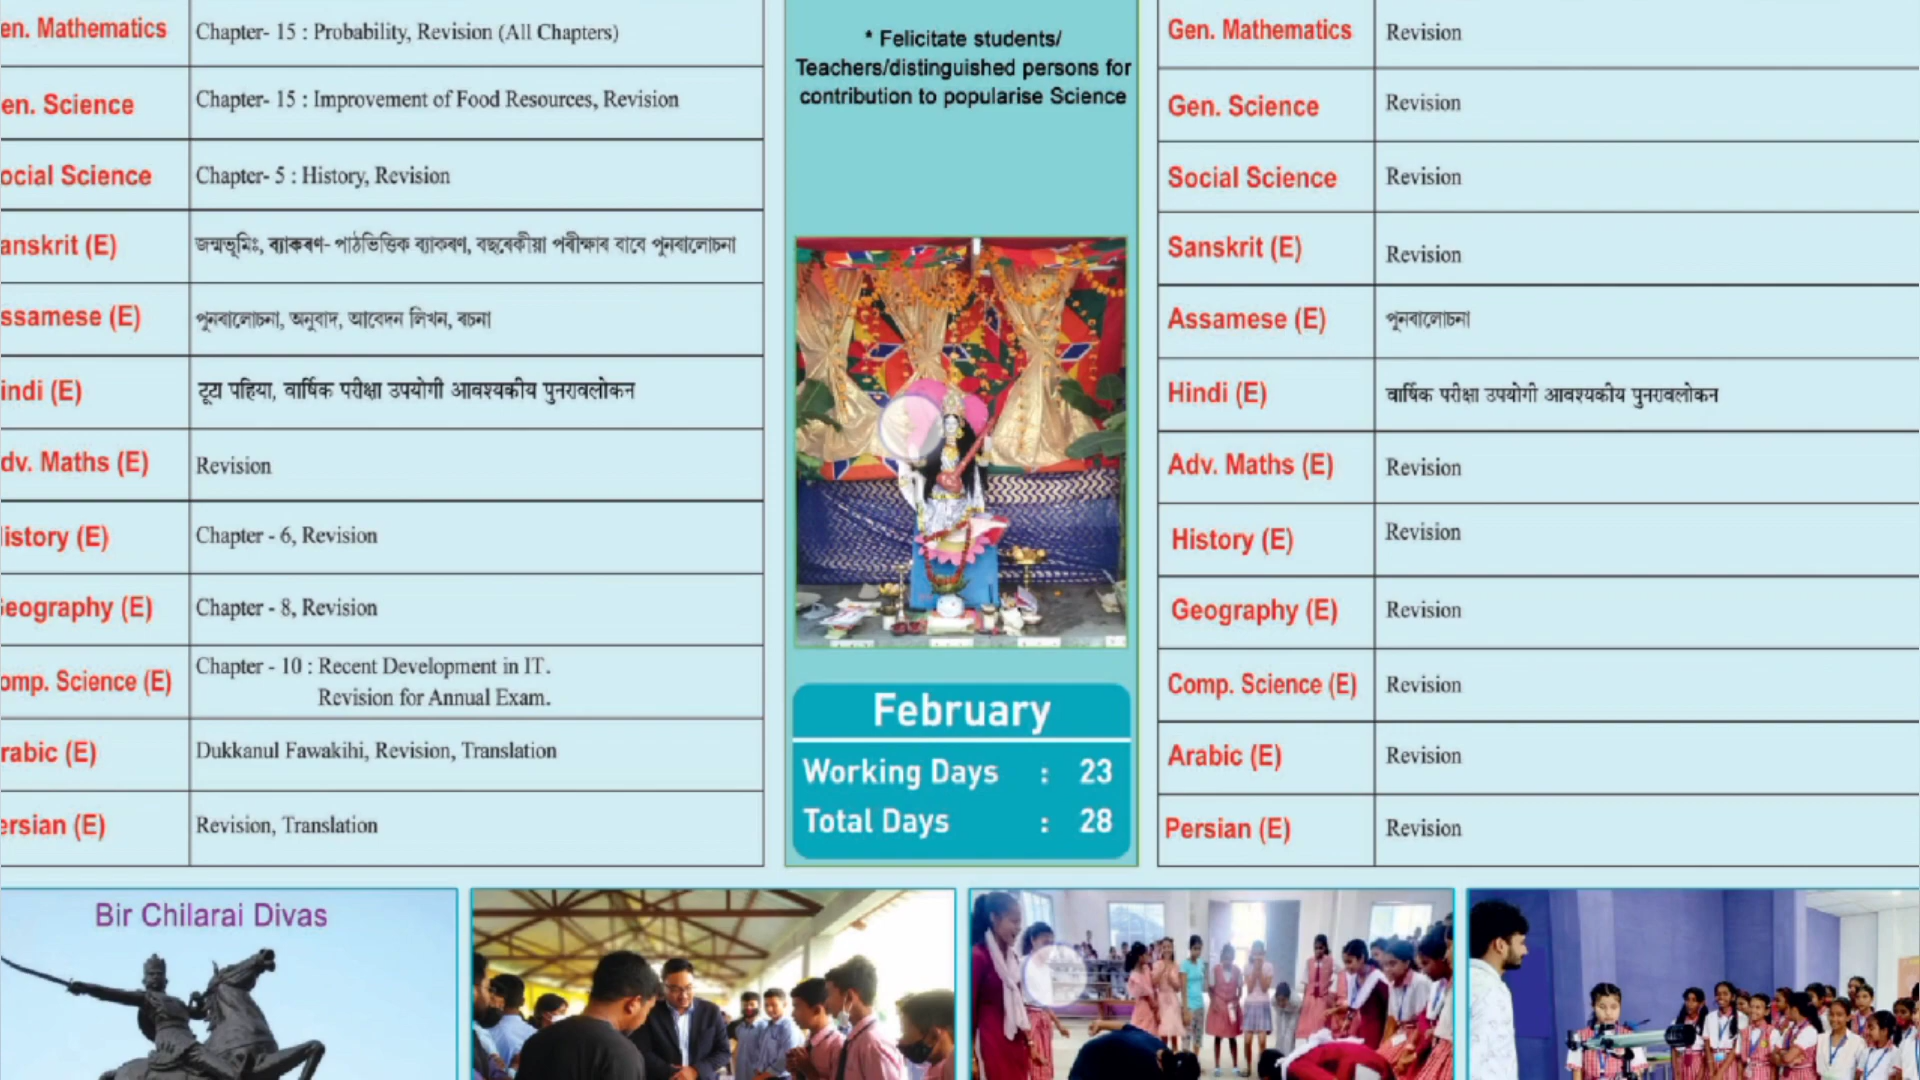 en. Mathematics Chapter- 15 : Probability, Revision (All Chapters)
en. Science Chapter- 15 : Improvement of Food Resources, Revision
ocial Science Chapter- 5 : History, Revision
anskrit (E) জন্মভূমিঃ, ব্যাকৰণ- পাঠভিত্তিক ব্যাকৰণ, বছৰেকীয়া পৰীক্ষাৰ বাবে পুনৰালোচনা
ssamese (E) পুনৰালোচনা, অনুবাদ, আবেদন লিখন, ৰচনা
indi (E) टूटा पहिया, वार्षिक परीक्षा उपयोगी आवश्यकीय पुनरावलोकन
dv. Maths (E) Revision
istory (E) Chapter - 6, Revision
eography (E) Chapter - 8, Revision
omp. Science (E) Chapter - 10 : Recent Development in IT.
Revision for Annual Exam.
rabic (E) Dukkanul Fawakihi, Revision, Translation
ersian (E) Revision, Translation
* Felicitate students/
Teachers/distinguished persons for
contribution to popularise Science
February
Working Days : 23
Total Days : 28
Gen. Mathematics Revision
Gen. Science Revision
Social Science Revision
Sanskrit (E) Revision
Assamese (E) পুনৰালোচনা
Hindi (E) वार्षिक परीक्षा उपयोगी आवश्यकीय पुनरावलोकन
Adv. Maths (E) Revision
History (E) Revision
Geography (E) Revision
Comp. Science (E) Revision
Arabic (E) Revision
Persian (E) Revision
Bir Chilarai Divas